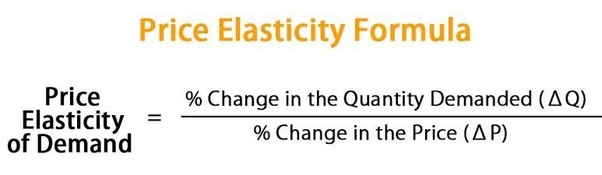 Price Elasticity Formula
Price
Elasticity
of Demand
=
% Change in the Quantity Demanded (ΔQ)
% Change in the Price (ΔP)